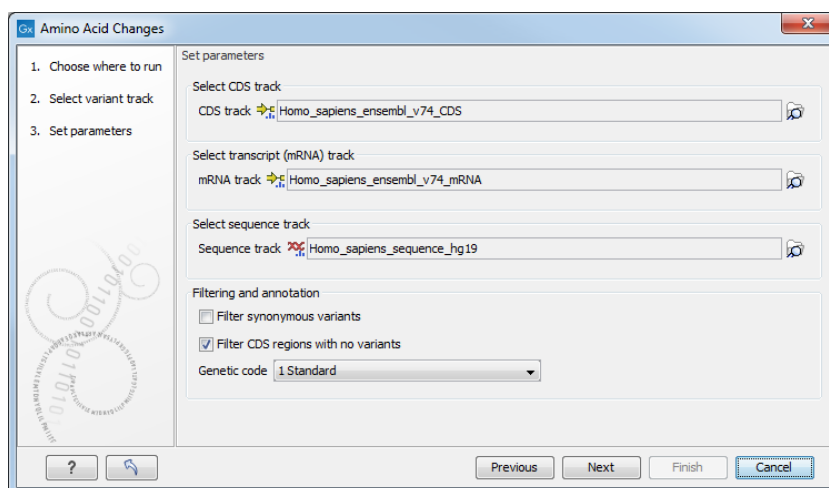 Gx Amino Acid Changes
1. Choose where to run
2. Select variant track
3. Set parameters
Set parameters
Select CDS track
CDS track Homo_sapiens_ensembl_v74_CDS
Select transcript (mRNA) track
mRNA track Homo_sapiens_ensembl_v74_mRNA
Select sequence track
Sequence track Homo_sapiens_sequence_hg19
Filtering and annotation
Filter synonymous variants
Filter CDS regions with no variants
Genetic code 1 Standard
? Previous Next Finish Cancel